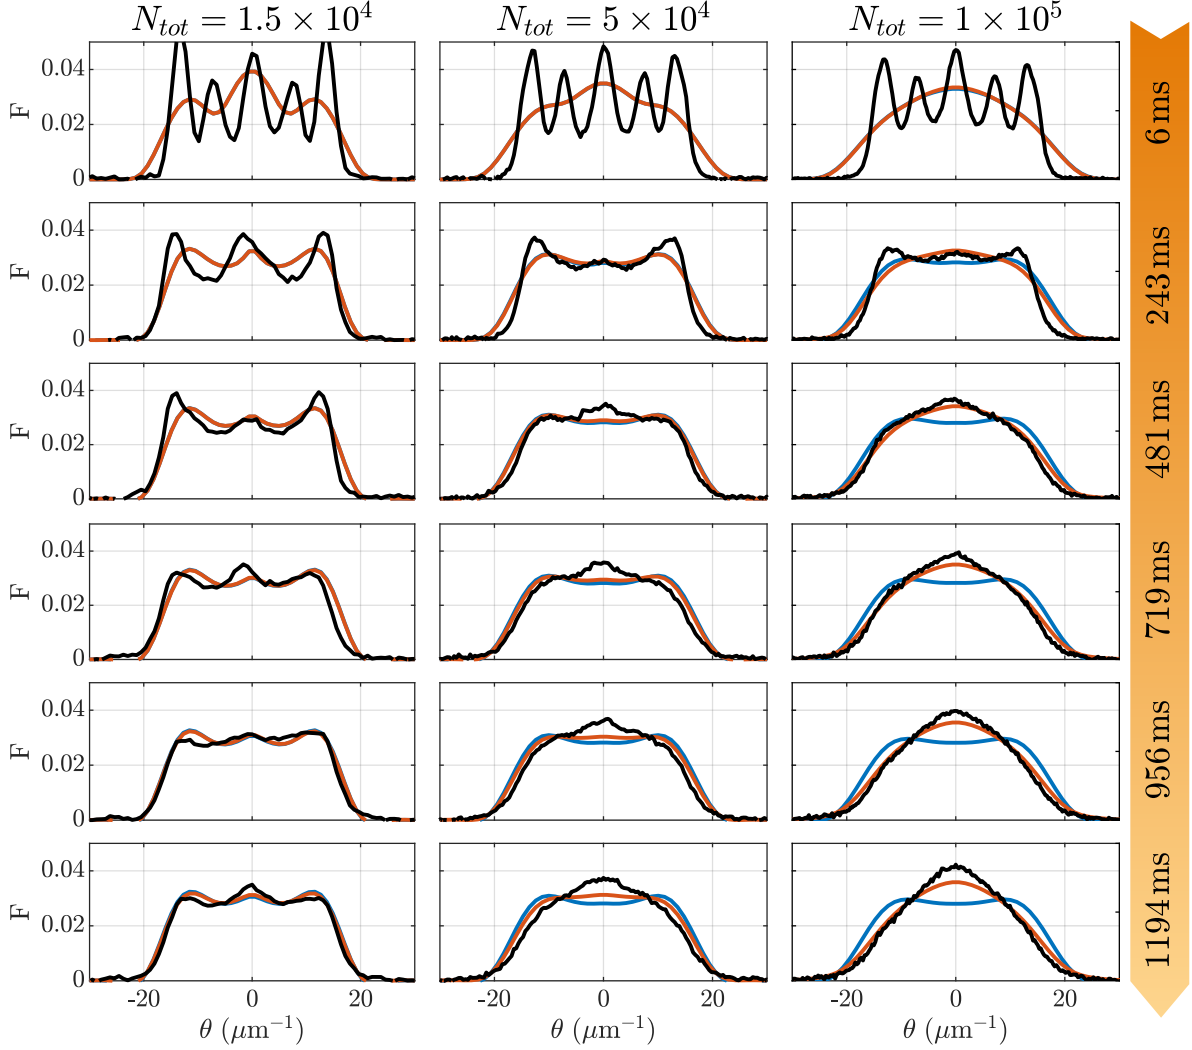 N_tot = 1.5 × 10^4 N_tot = 5 × 10^4 N_tot = 1 × 10^5
F 0.04 0.02 0 6 ms
F 0.04 0.02 0 243 ms
F 0.04 0.02 0 481 ms
F 0.04 0.02 0 719 ms
F 0.04 0.02 0 956 ms
F 0.04 0.02 0 1194 ms
-20 0 20 -20 0 20 -20 0 20
θ (μm⁻¹) θ (μm⁻¹) θ (μm⁻¹)